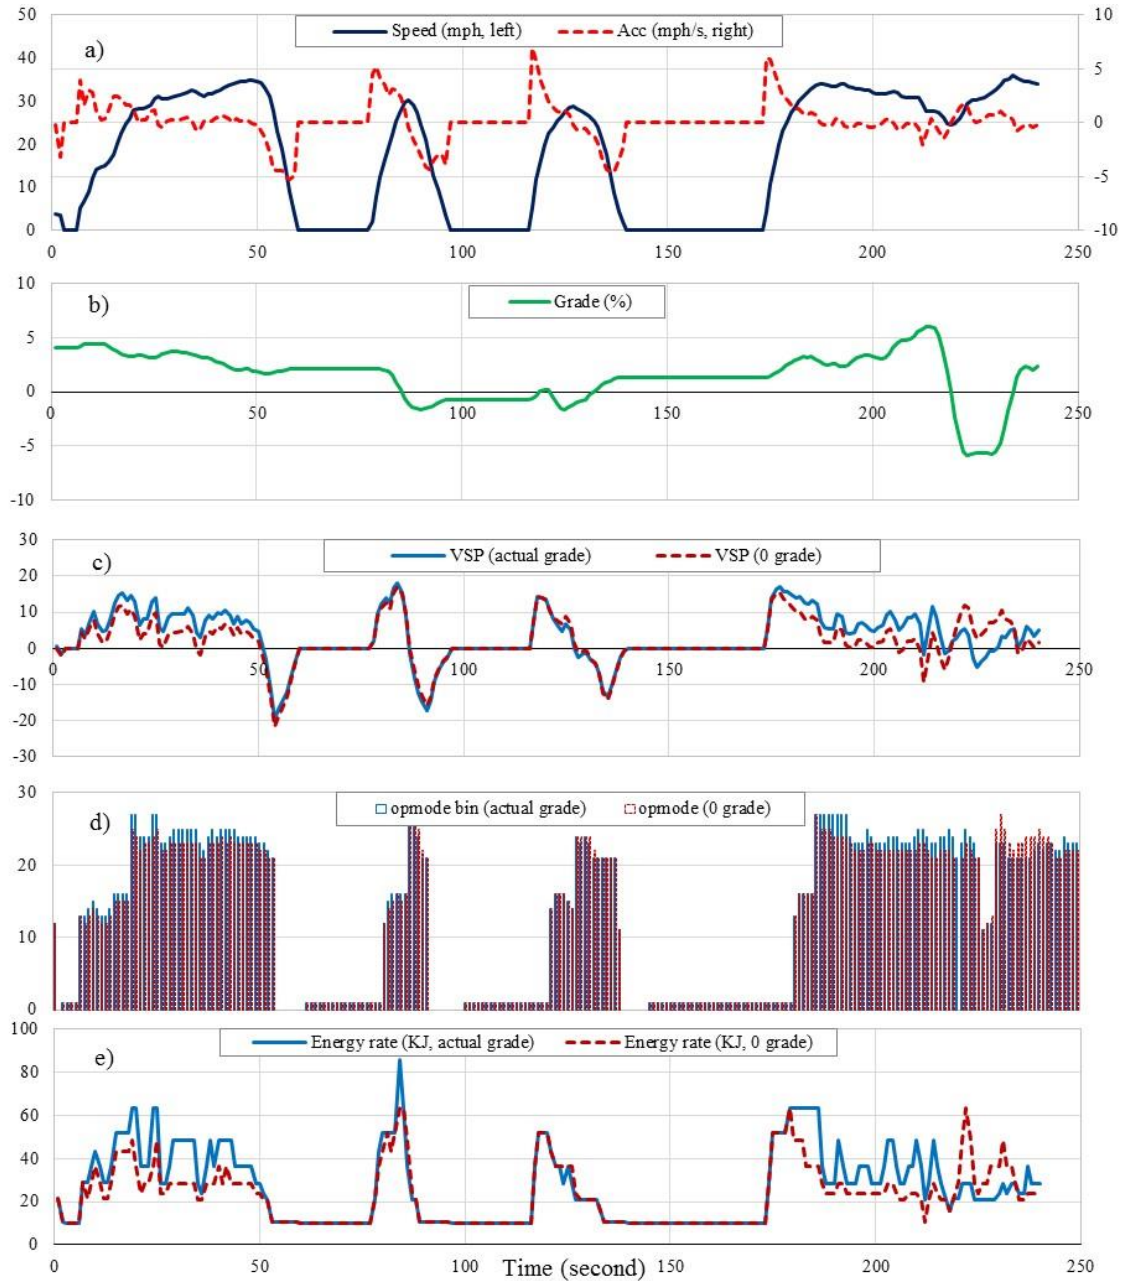 50 10
a) Speed (mph, left) Acc (mph/s, right)
40 5
30 0
20
10 -5
0 -10
0 50 100 150 200 250
10
b) Grade (%)
5
0
0 50 100 150 200 250
-5
-10
30
c) VSP (actual grade) VSP (0 grade)
20
10
0
0 50 100 150 200 250
-10
-20
-30
30
d) opmode bin (actual grade) opmode (0 grade)
20
10
0
100
e) Energy rate (KJ, actual grade) Energy rate (KJ, 0 grade)
80
60
40
20
0
0 50 100 150 200 250
Time (second)